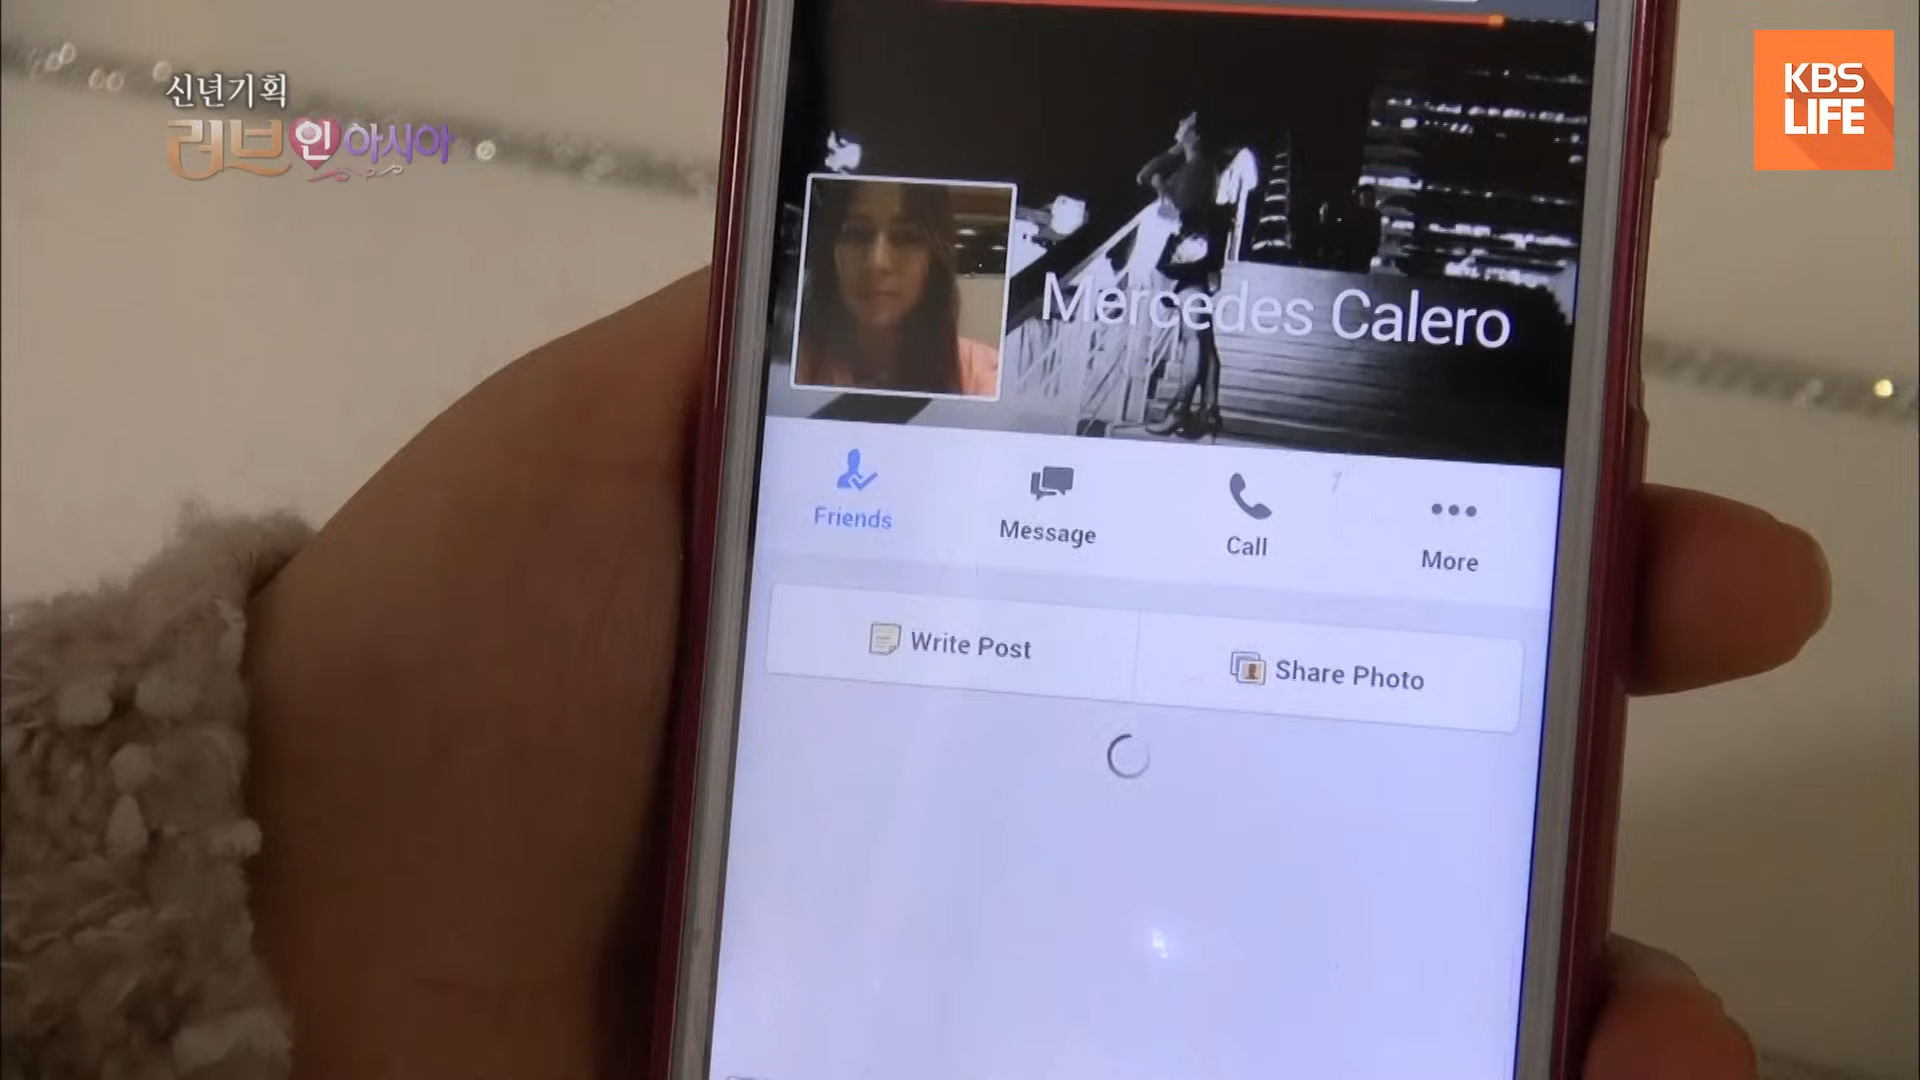 신년기획
러브인아시아
KBS
LIFE
Mercedes Calero
Friends
Message
Call
More
Write Post
Share Photo